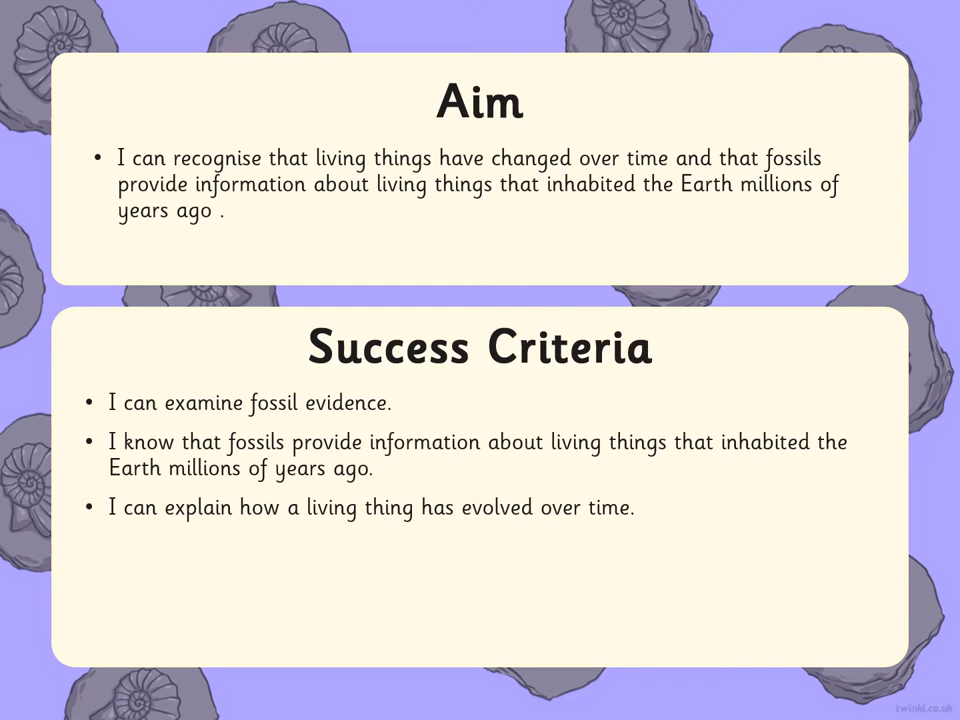 Aim
• I can recognise that living things have changed over time and that fossils
provide information about living things that inhabited the Earth millions of
years ago .
Success Criteria
• I can examine fossil evidence.
• I know that fossils provide information about living things that inhabited the
Earth millions of years ago.
• I can explain how a living thing has evolved over time.
twinkl.co.uk